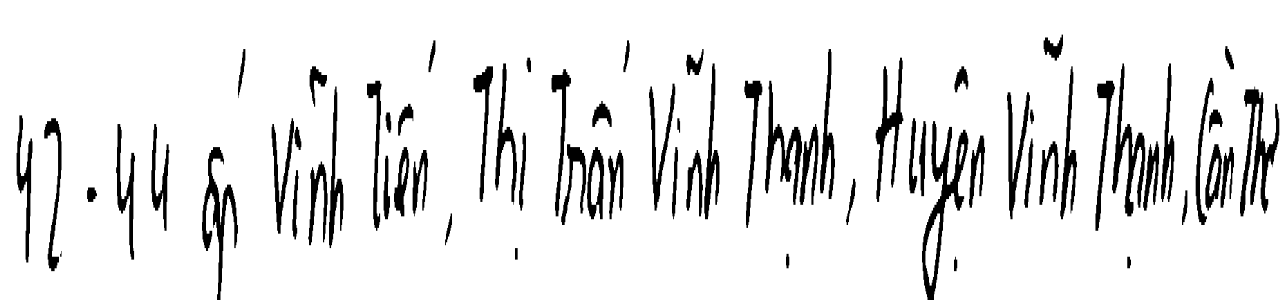 42-44 ấp Vĩnh Tiến, Thị Trấn Vĩnh Thạnh, Huyện Vĩnh Thạnh, Cần Thơ